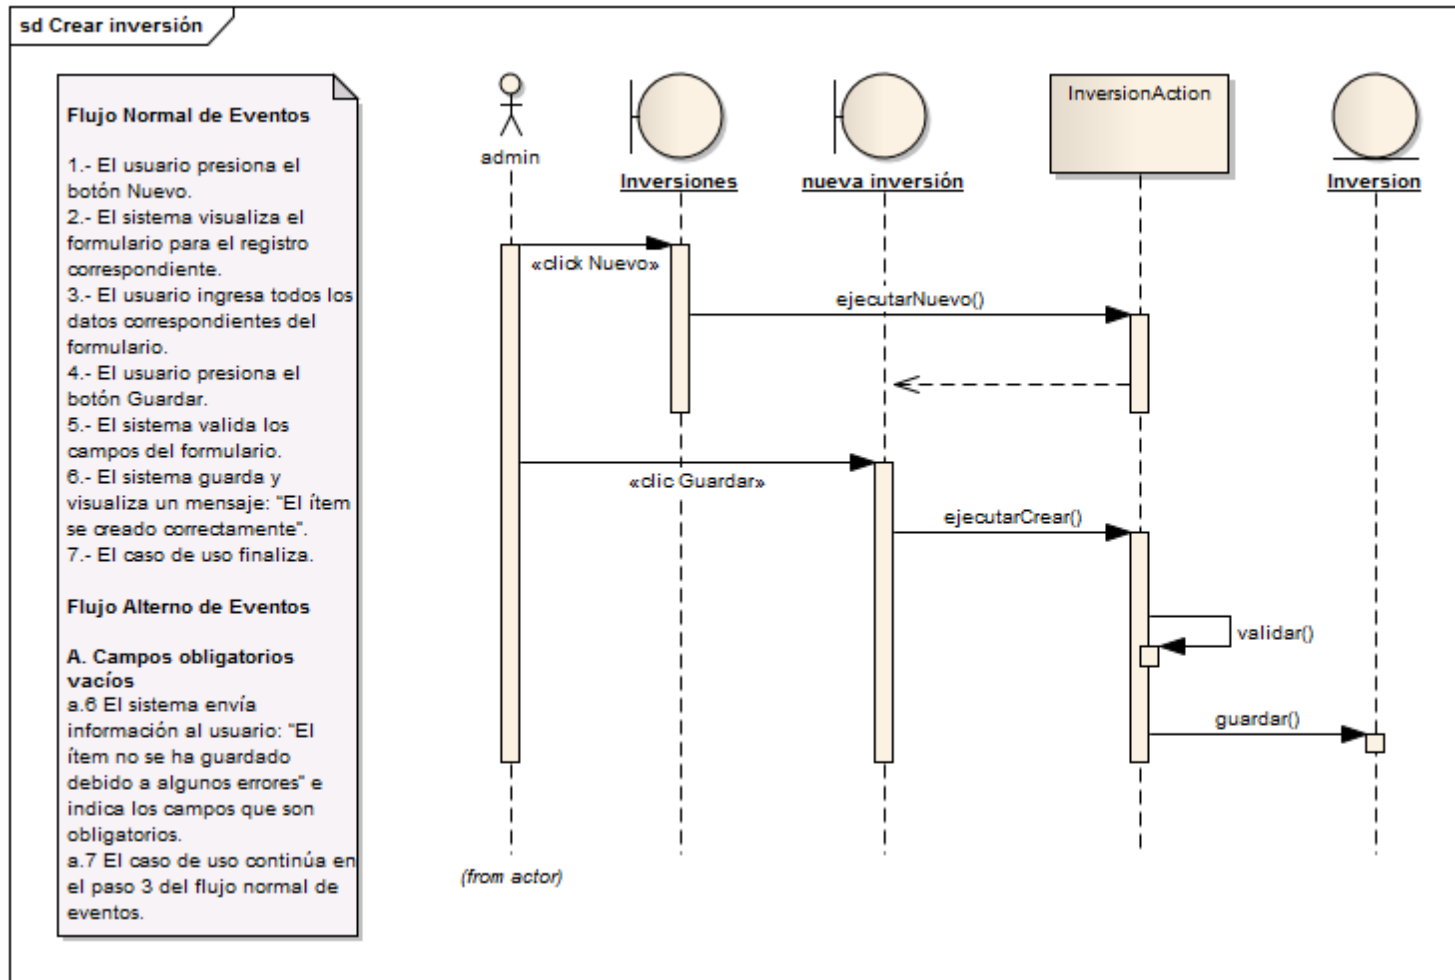 sd Crear inversión
Flujo Normal de Eventos
1.- El usuario presiona el
botón Nuevo.
2.- El sistema visualiza el
formulario para el registro
correspondiente.
3.- El usuario ingresa todos los
datos correspondientes del
formulario.
4.- El usuario presiona el
botón Guardar.
5.- El sistema valida los
campos del formulario.
6.- El sistema guarda y
visualiza un mensaje: "El ítem
se creado correctamente".
7.- El caso de uso finaliza.
Flujo Alterno de Eventos
A. Campos obligatorios
vacíos
a.6 El sistema envía
información al usuario: "El
ítem no se ha guardado
debido a algunos errores" e
indica los campos que son
obligatorios.
a.7 El caso de uso continúa en
el paso 3 del flujo normal de
eventos.
admin
Inversiones
nueva inversión
InversionAction
Inversion
«click Nuevo»
ejecutarNuevo()
«clic Guardar»
ejecutarCrear()
validar()
guardar()
(from actor)